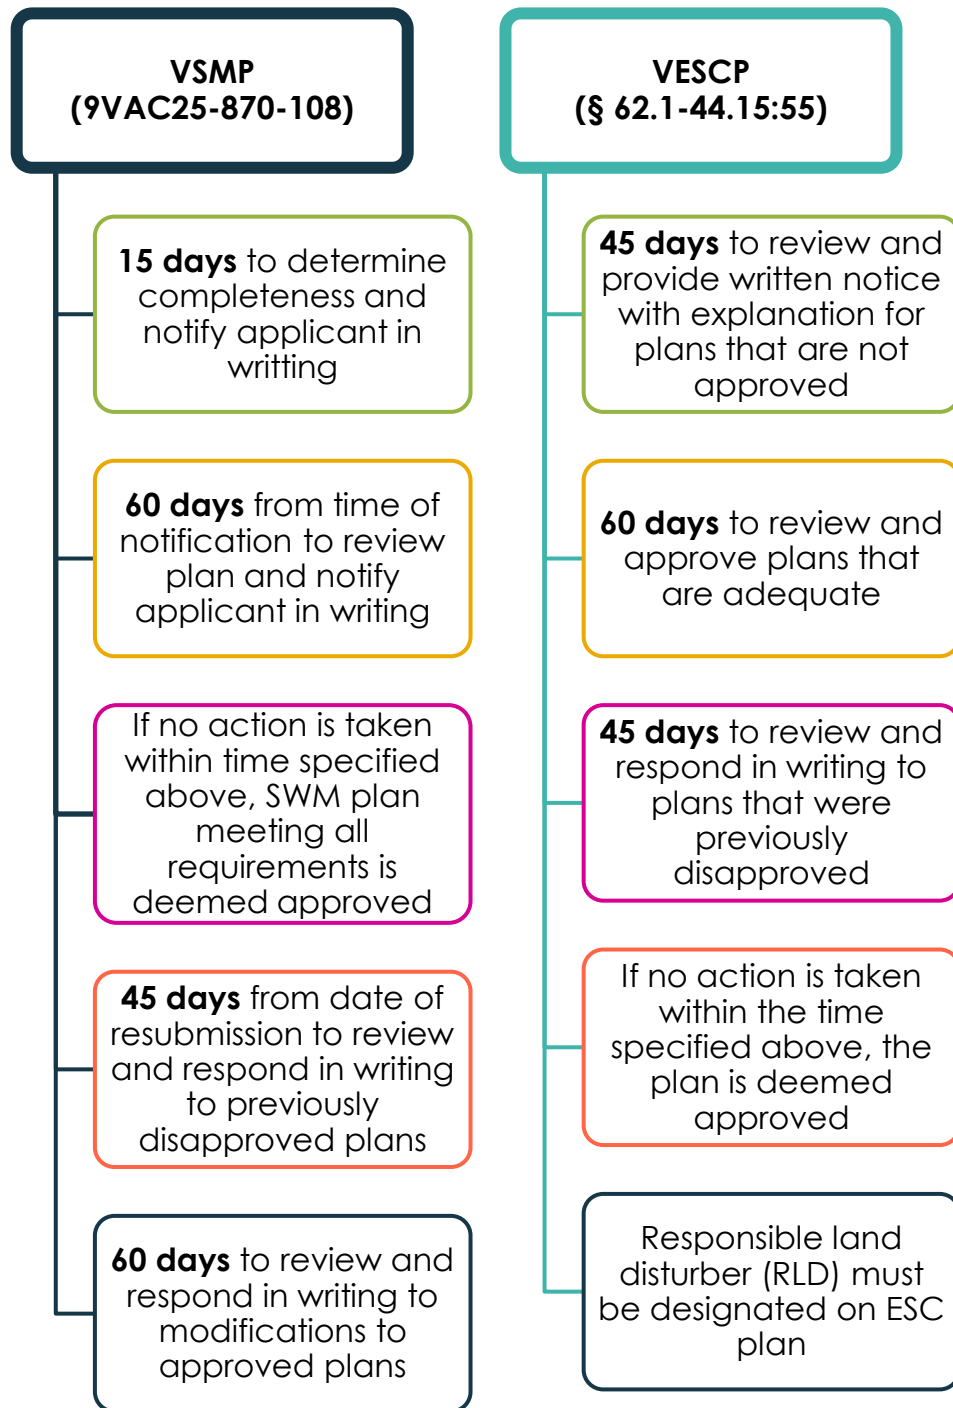 VSMP
(9VAC25-870-108)
15 days to determine
completeness and
notify applicant in
writting
60 days from time of
notification to review
plan and notify
applicant in writing
If no action is taken
within time specified
above, SWM plan
meeting all
requirements is
deemed approved
45 days from date of
resubmission to review
and respond in writing
to previously
disapproved plans
60 days to review and
respond in writing to
modifications to
approved plans
VESCP
(§ 62.1-44.15:55)
45 days to review and
provide written notice
with explanation for
plans that are not
approved
60 days to review and
approve plans that
are adequate
45 days to review and
respond in writing to
plans that were
previously
disapproved
If no action is taken
within the time
specified above, the
plan is deemed
approved
Responsible land
disturber (RLD) must
be designated on ESC
plan